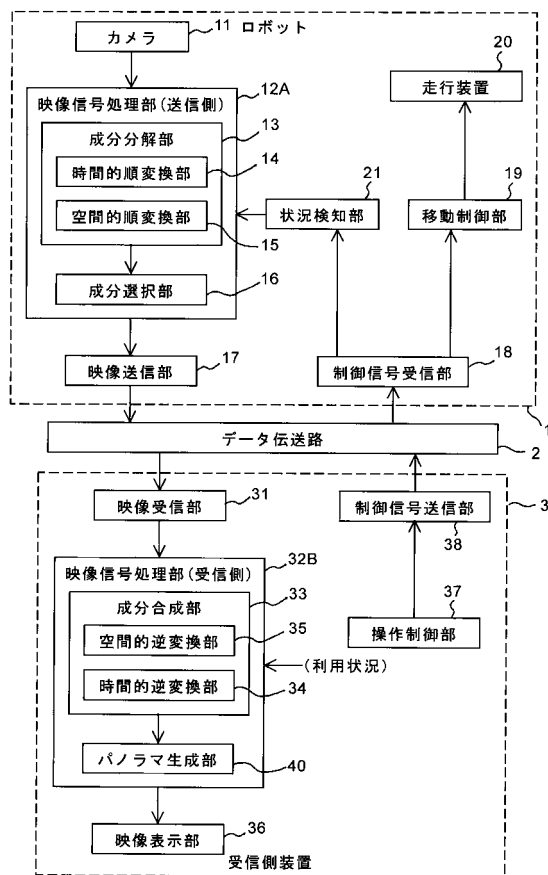 11
ロボット
カメラ
20
走行装置
12A
映像信号処理部(送信側)
13
成分分解部
14
時間的順変換部
15
空間的順変換部
21
状況検知部
19
移動制御部
16
成分選択部
17
映像送信部
18
制御信号受信部
1
データ伝送路
2
31
映像受信部
制御信号送信部
38
3
32B
映像信号処理部(受信側)
33
成分合成部
35
空間的逆変換部
34
時間的逆変換部
37
操作制御部
(利用状況)
パノラマ生成部
40
映像表示部
36
受信側装置